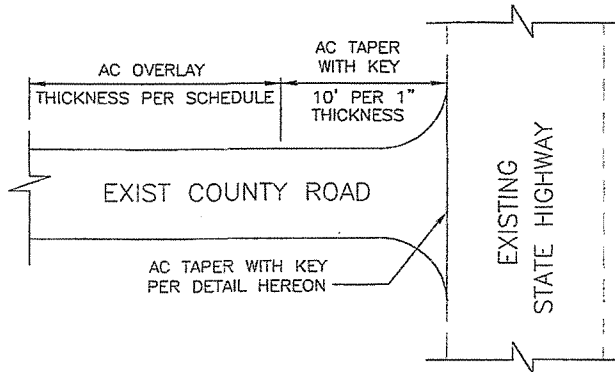 AC OVERLAY
THICKNESS PER SCHEDULE
AC TAPER
WITH KEY
10' PER 1"
THICKNESS
EXIST COUNTY ROAD
EXISTING
STATE HIGHWAY
AC TAPER WITH KEY
PER DETAIL HEREON